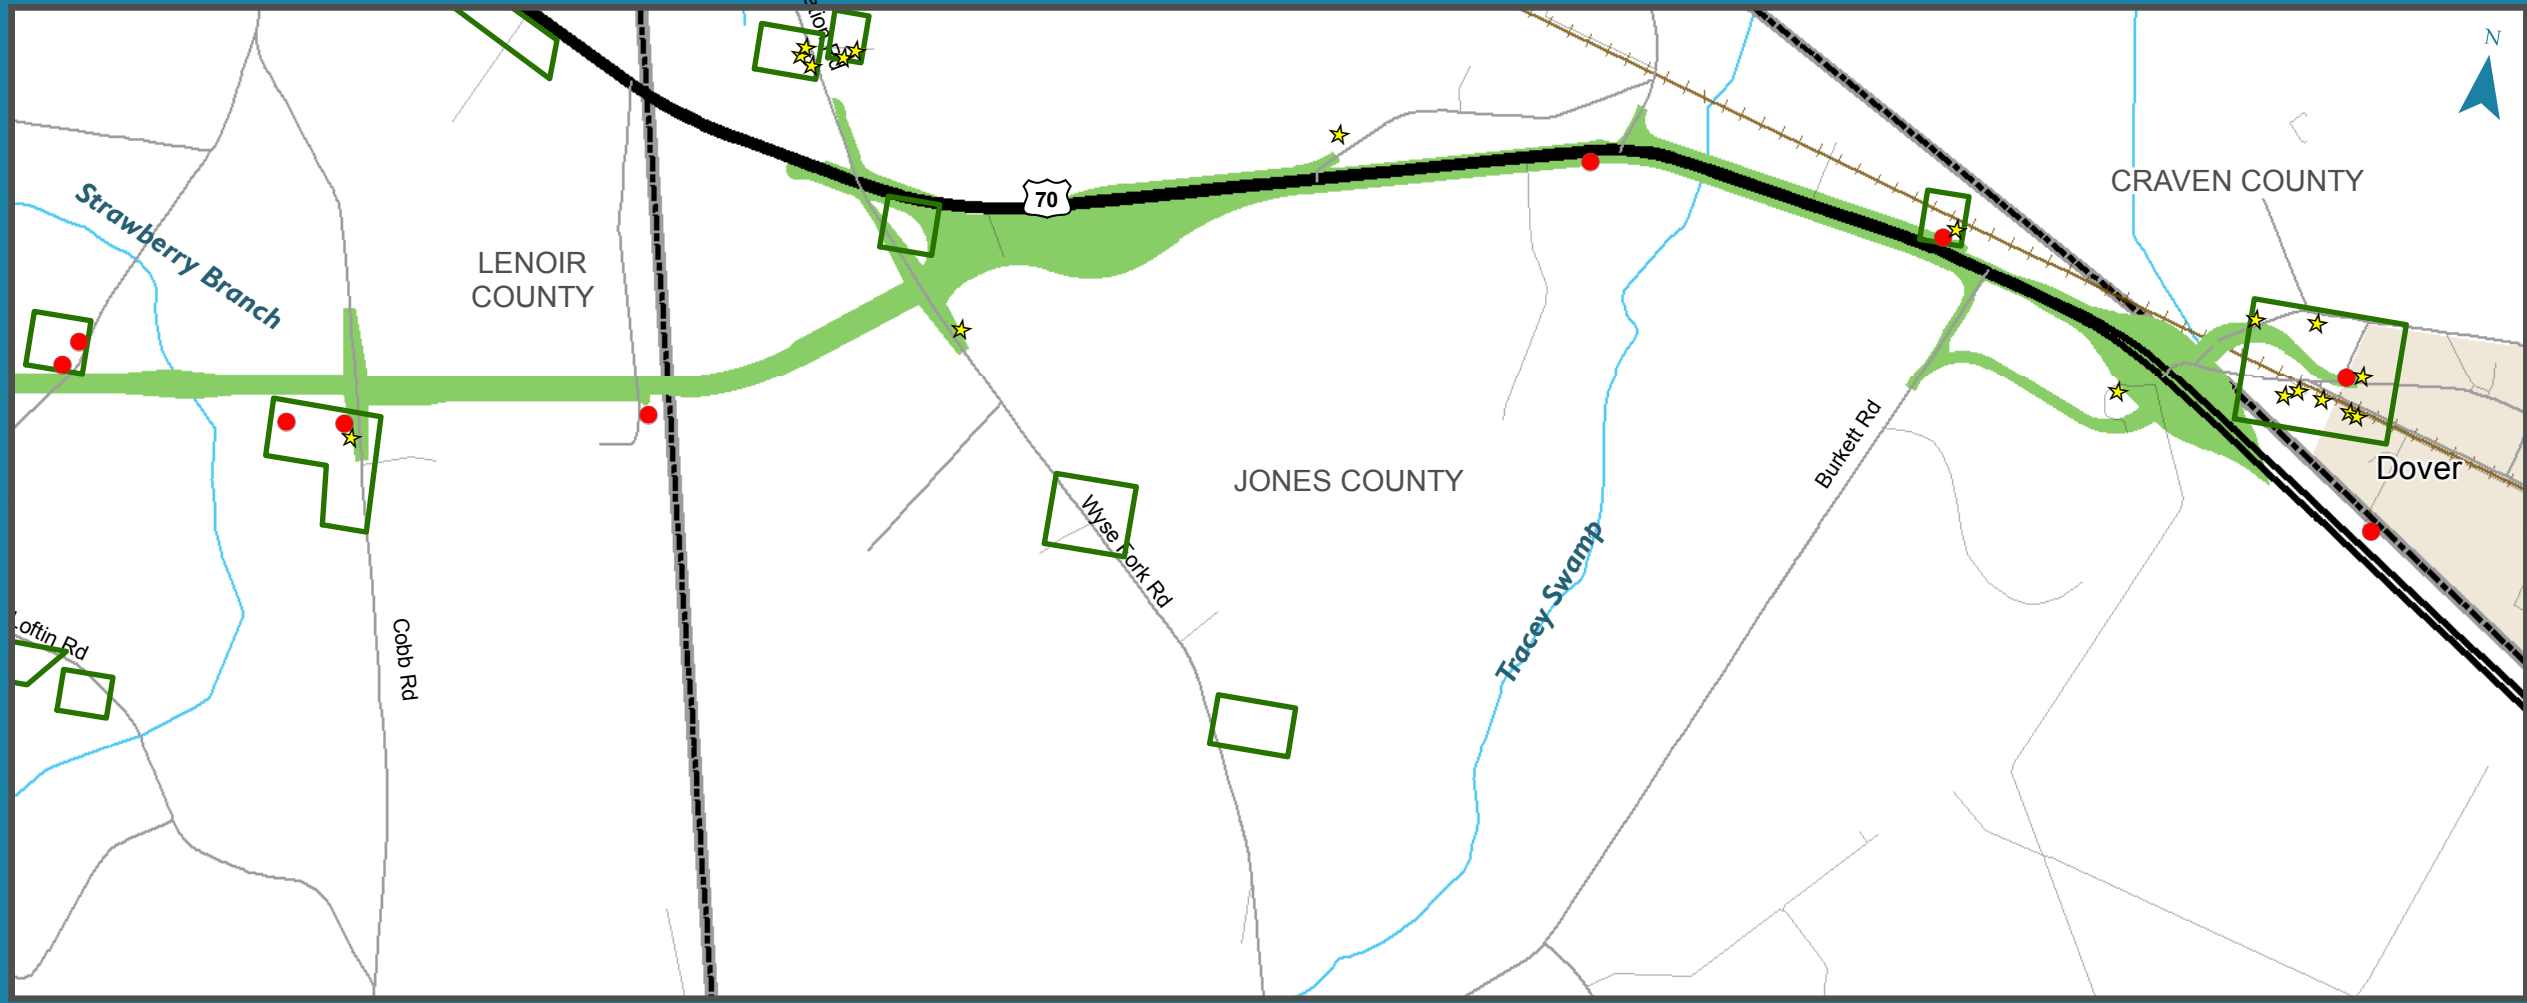 N
CRAVEN COUNTY
Strawberry Branch
70
LENOIR
COUNTY
Burkett Rd
JONES COUNTY
Dover
Wyse Fork Rd
Tracey Swamp
Loftin Rd
Cobb Rd